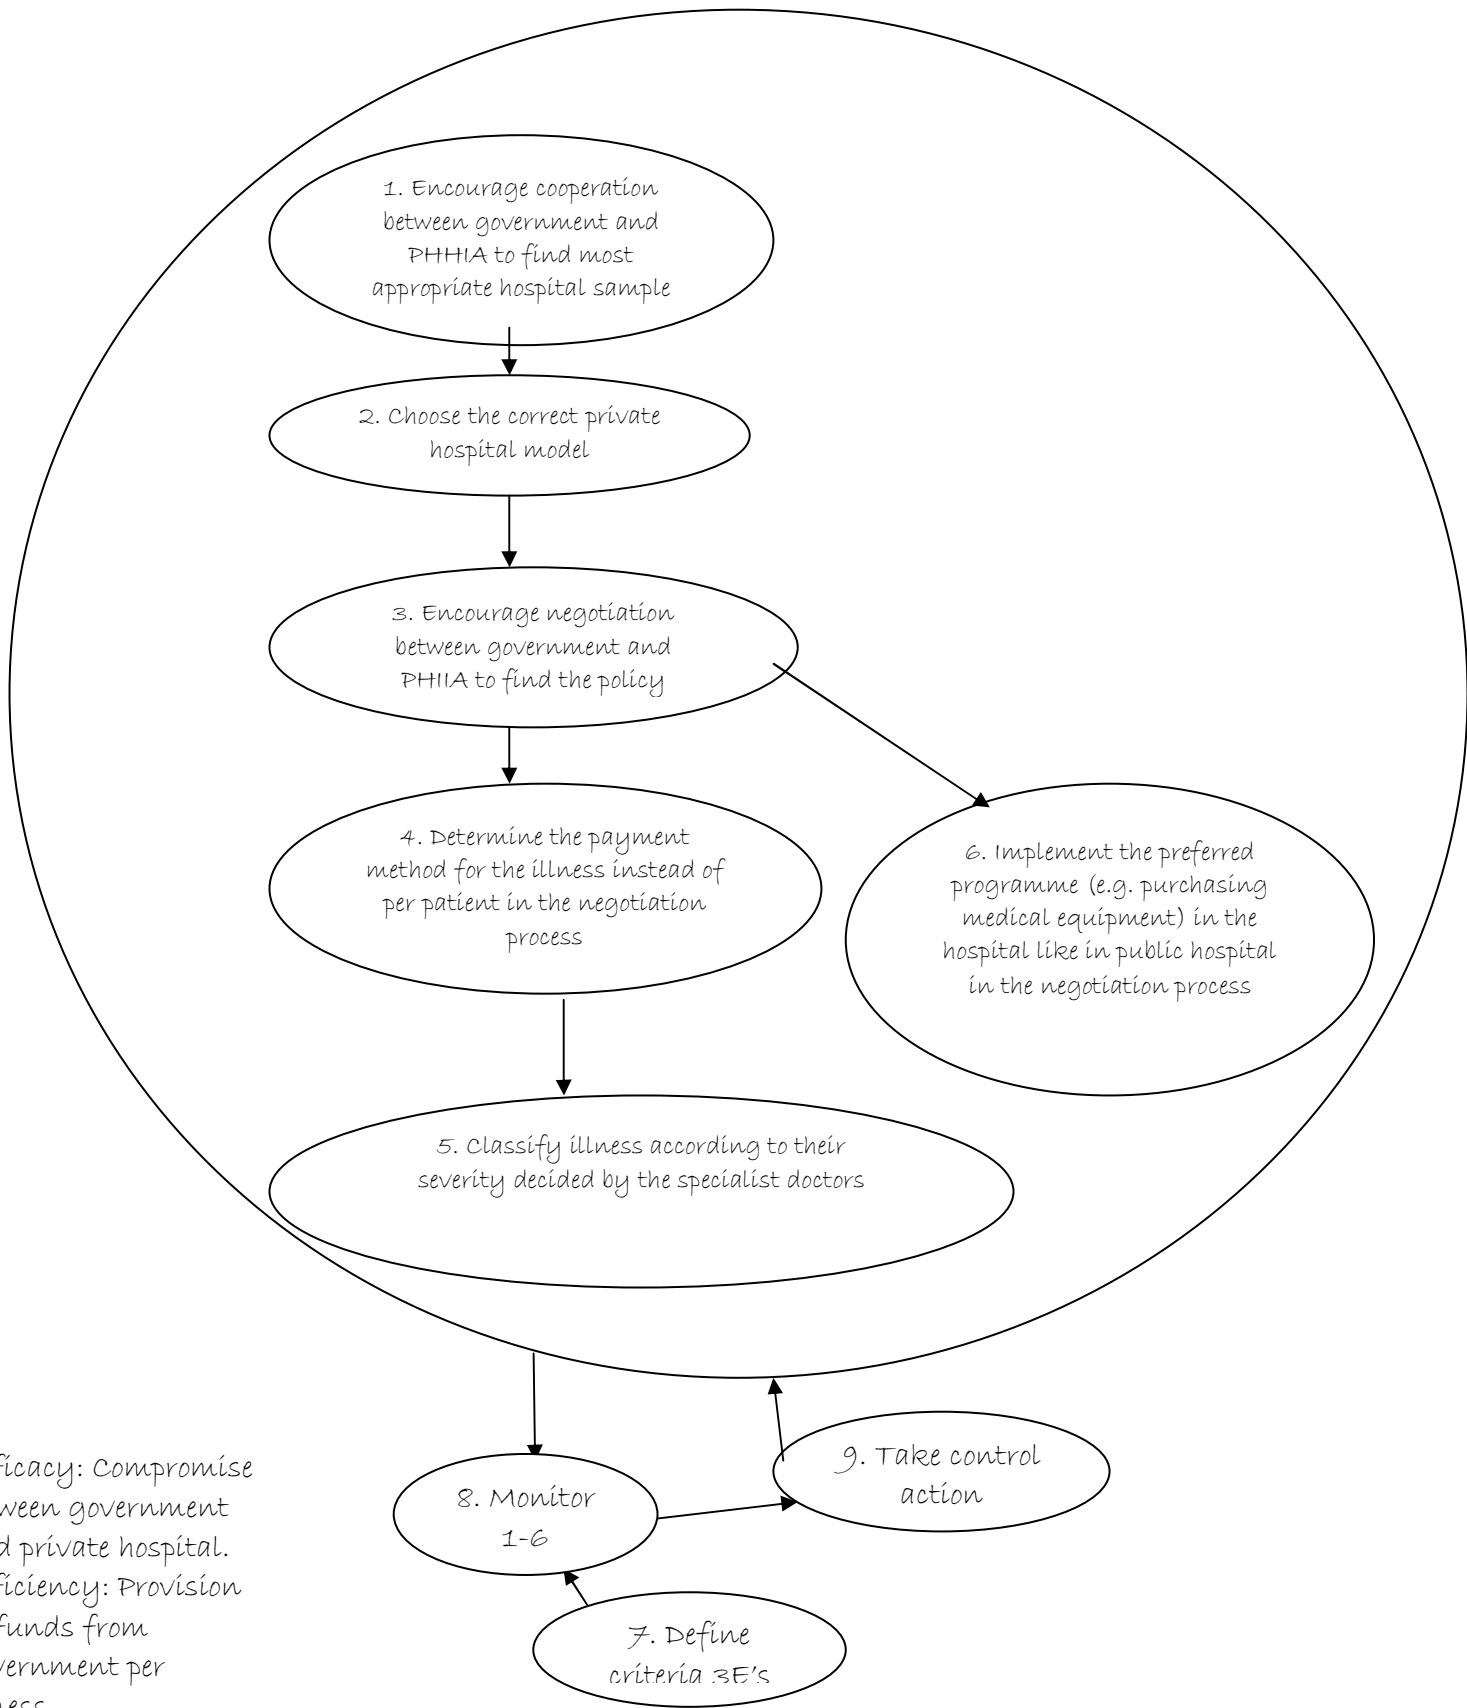 1. Encourage cooperation
between government and
PHHIA to find most
appropriate hospital sample
2. Choose the correct private
hospital model
3. Encourage negotiation
between government and
PHIIA to find the policy
4. Determine the payment
method for the illness instead of
per patient in the negotiation
process
6. Implement the preferred
programme (e.g. purchasing
medical equipment) in the
hospital like in public hospital
in the negotiation process
5. Classify illness according to their
severity decided by the specialist doctors
9. Take control
action
8. Monitor
1-6
7. Define
criteria 3E's
ficacy: Compromise
ween government
d private hospital.
ficiency: Provision
funds from
vernment per
ness